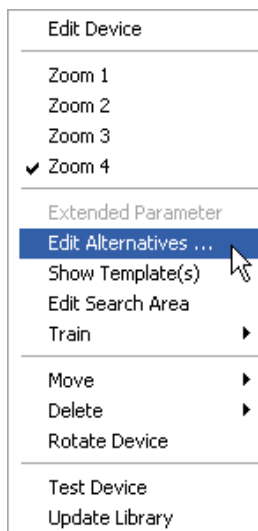 Edit Device
Zoom 1
Zoom 2
Zoom 3
Zoom 4
Extended Parameter
Edit Alternatives ...
Show Template(s)
Edit Search Area
Train
Move
Delete
Rotate Device
Test Device
Update Library